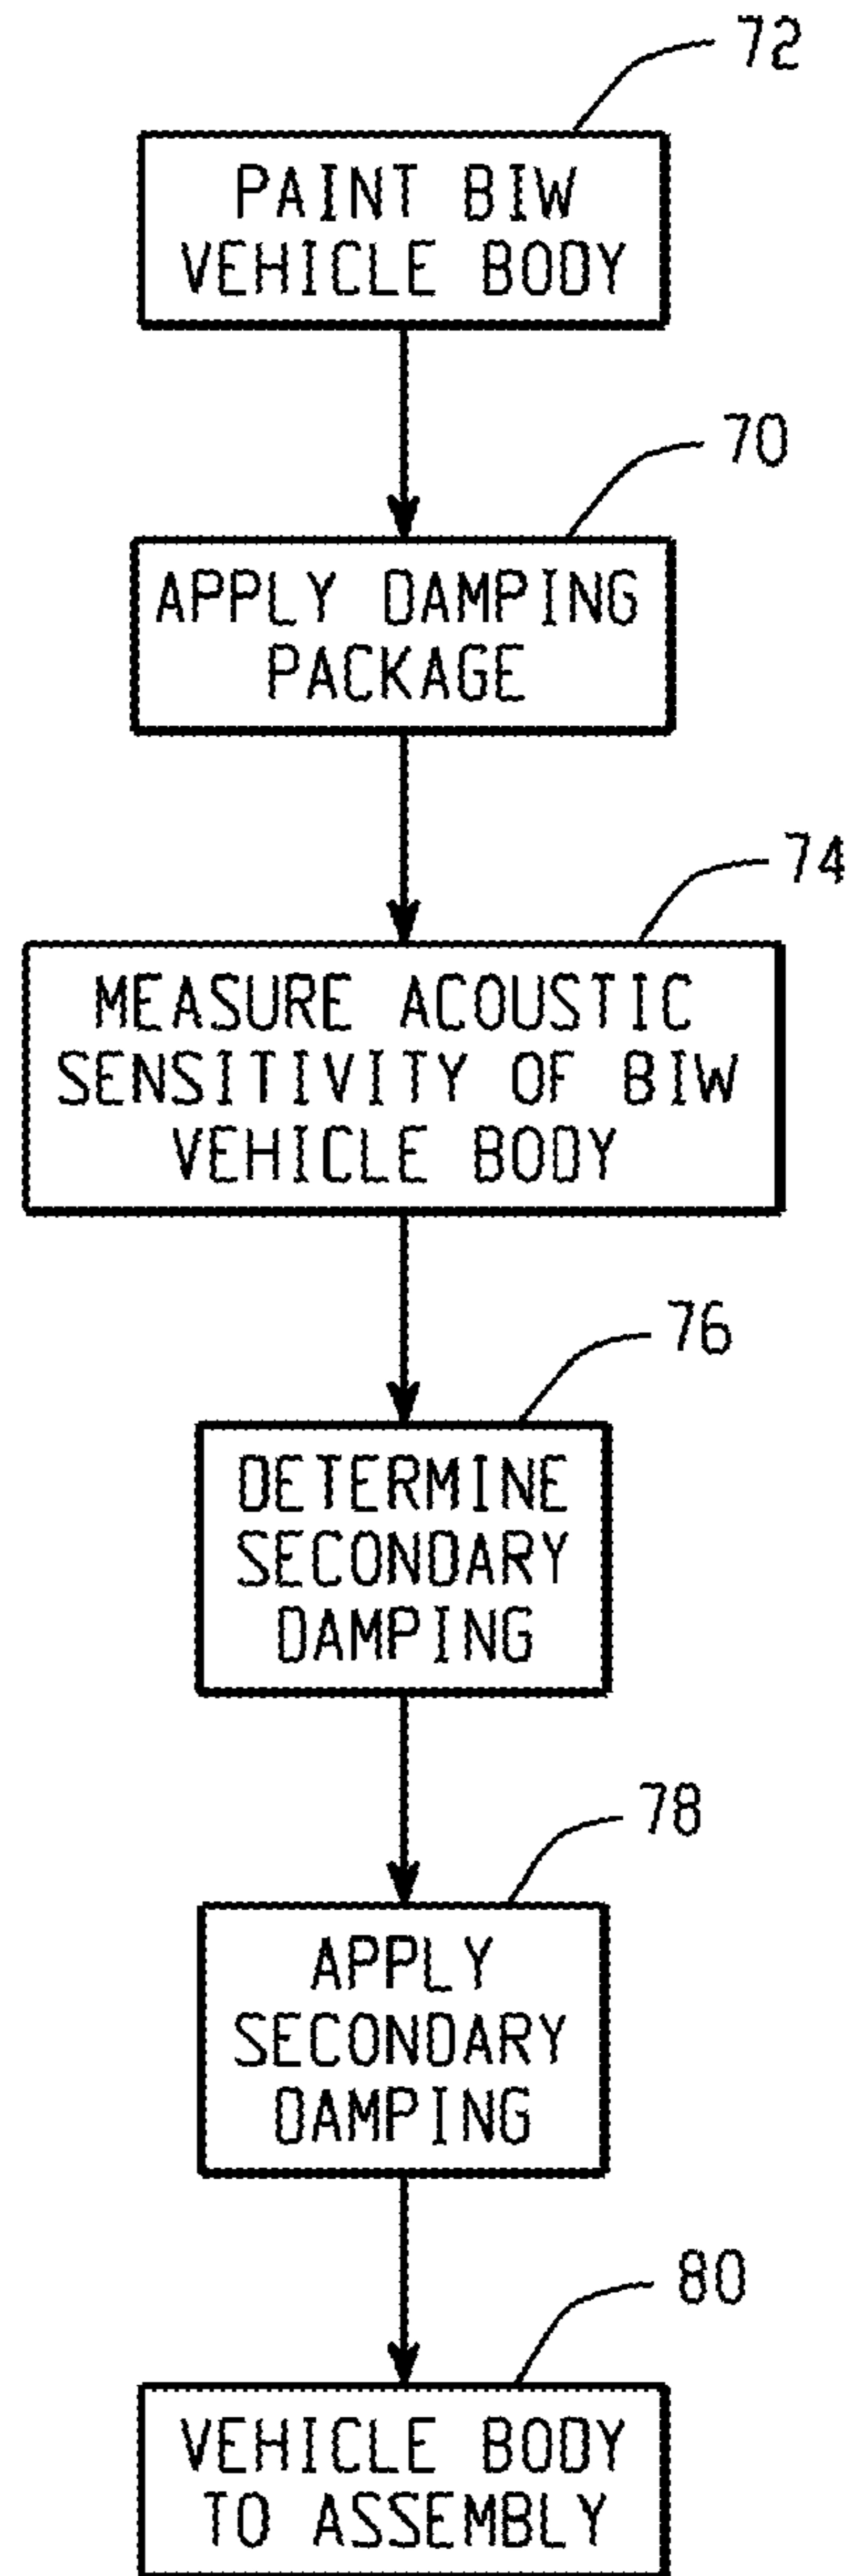 72
PAINT BIW
VEHICLE BODY
70
APPLY DAMPING
PACKAGE
74
MEASURE ACOUSTIC
SENSITIVITY OF BIW
VEHICLE BODY
76
DETERMINE
SECONDARY
DAMPING
78
APPLY
SECONDARY
DAMPING
80
VEHICLE BODY
TO ASSEMBLY